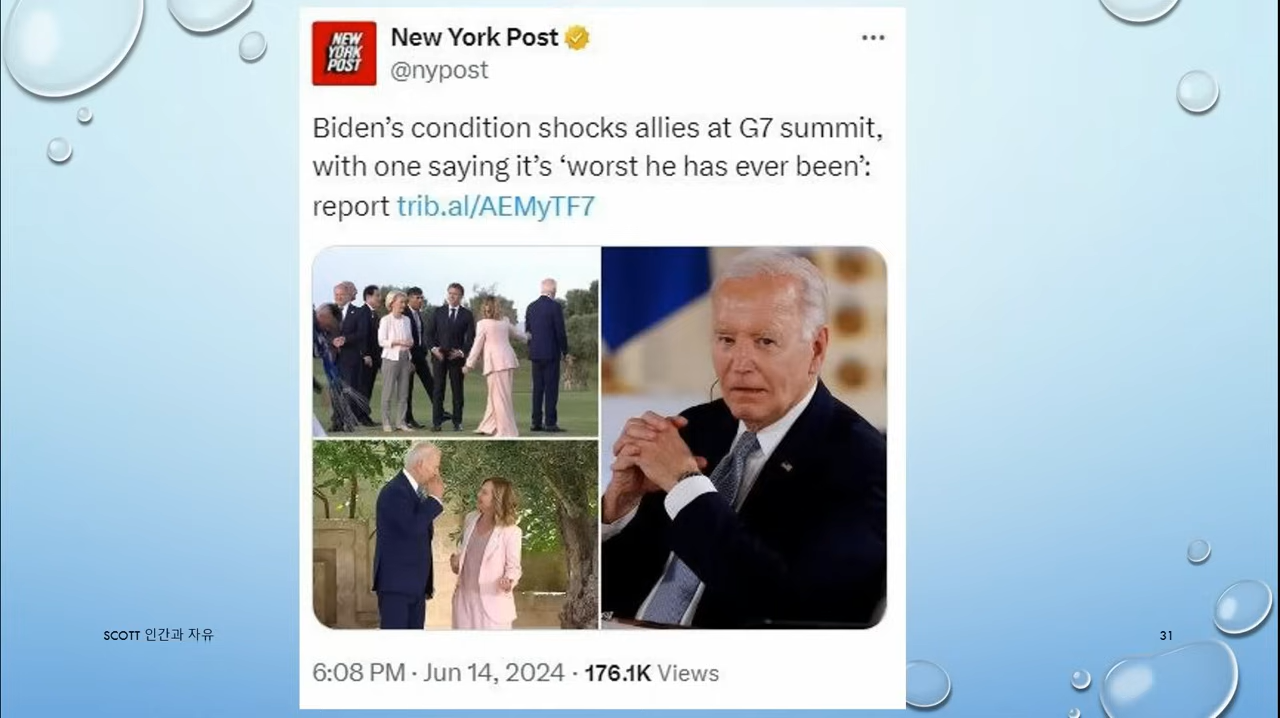 NEW
YORK
POST
New York Post
@nypost
Biden’s condition shocks allies at G7 summit,
with one saying it’s ‘worst he has ever been’:
report trib.al/AEMyTF7
6:08 PM · Jun 14, 2024 · 176.1K Views
SCOTT 인간과 자유
31